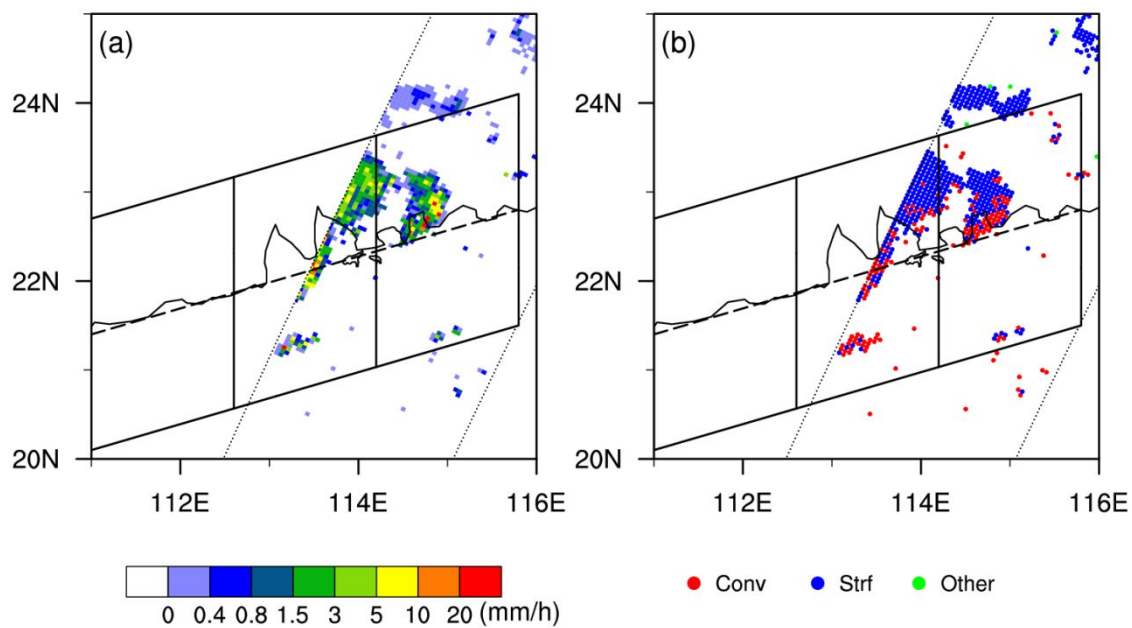 (a)
(b)
24N
24N
22N
22N
20N
20N
112E
114E
116E
112E
114E
116E
0 0.4 0.8 1.5 3 5 10 20 (mm/h)
Conv Strf Other